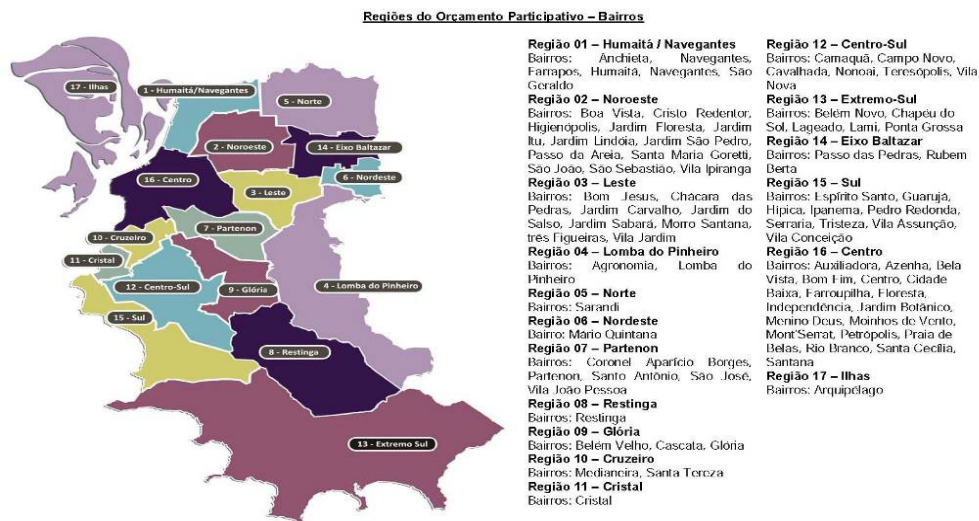 Regiões do Orçamento Participativo – Bairros
17 - Ilhas
1 - Humaitá/Navegantes
5 - Norte
2 - Noroeste
14 - Eixo Baltazar
6 - Nordeste
16 - Centro
3 - Leste
7 - Partenon
10 - Cruzeiro
11 - Cristal
12 - Centro-Sul
9 - Glória
4 - Lomba do Pinheiro
15 - Sul
8 - Restinga
13 - Extremo Sul
Região 01 – Humaitá / Navegantes
Bairros: Anchieta, Navegantes,
Farrapos, Humaitá, Navegantes, São
Geraldo
Região 02 – Noroeste
Bairros: Boa Vista, Cristo Redentor,
Higienópolis, Jardim Floresta, Jardim
Itu, Jardim Lindóia, Jardim São Pedro,
Passo da Areia, Santa Maria Goretti,
São João, São Sebastião, Vila Ipiranga
Região 03 – Leste
Bairros: Bom Jesus, Chácara das
Pedras, Jardim Carvalho, Jardim do
Salso, Jardim Sabará, Morro Santana,
três Figueiras, Vila Jardim
Região 04 – Lomba do Pinheiro
Bairros: Agronomia, Lomba do
Pinheiro
Região 05 – Norte
Bairros: Sarandi
Região 06 – Nordeste
Bairro: Mário Quintana
Região 07 – Partenon
Bairros: Coronel Aparício Borges,
Partenon, Santo Antônio, São José,
Vila João Pessoa
Região 08 – Restinga
Bairros: Restinga
Região 09 – Glória
Bairros: Belém Velho, Cascata, Glória
Região 10 – Cruzeiro
Bairros: Medianeira, Santa Tereza
Região 11 – Cristal
Bairros: Cristal
Região 12 – Centro-Sul
Bairros: Camaquã, Campo Novo,
Cavalhada, Nonoai, Teresópolis, Vila
Nova
Região 13 – Extremo-Sul
Bairros: Belém Novo, Chapéu do
Sol, Lageado, Lami, Ponta Grossa
Região 14 – Eixo Baltazar
Bairros: Passo das Pedras, Rubem
Berta
Região 15 – Sul
Bairros: Espírito Santo, Guarujá,
Hípica, Ipanema, Pedro Redonda,
Serraria, Tristeza, Vila Assunção,
Vila Conceição
Região 16 – Centro
Bairros: Auxiliadora, Azenha, Bela
Vista, Bom Fim, Centro, Cidade
Baixa, Farroupilha, Floresta,
Independência, Jardim Botânico,
Menino Deus, Moinhos de Vento,
Mont'Serrat, Petrópolis, Praia de
Belas, Rio Branco, Santa Cecília,
Santana
Região 17 – Ilhas
Bairros: Arquipélago